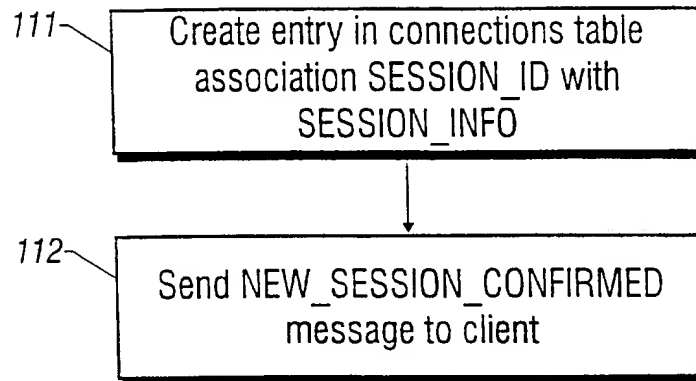 111
Create entry in connections table
association SESSION_ID with
SESSION_INFO
112
Send NEW_SESSION_CONFIRMED
message to client